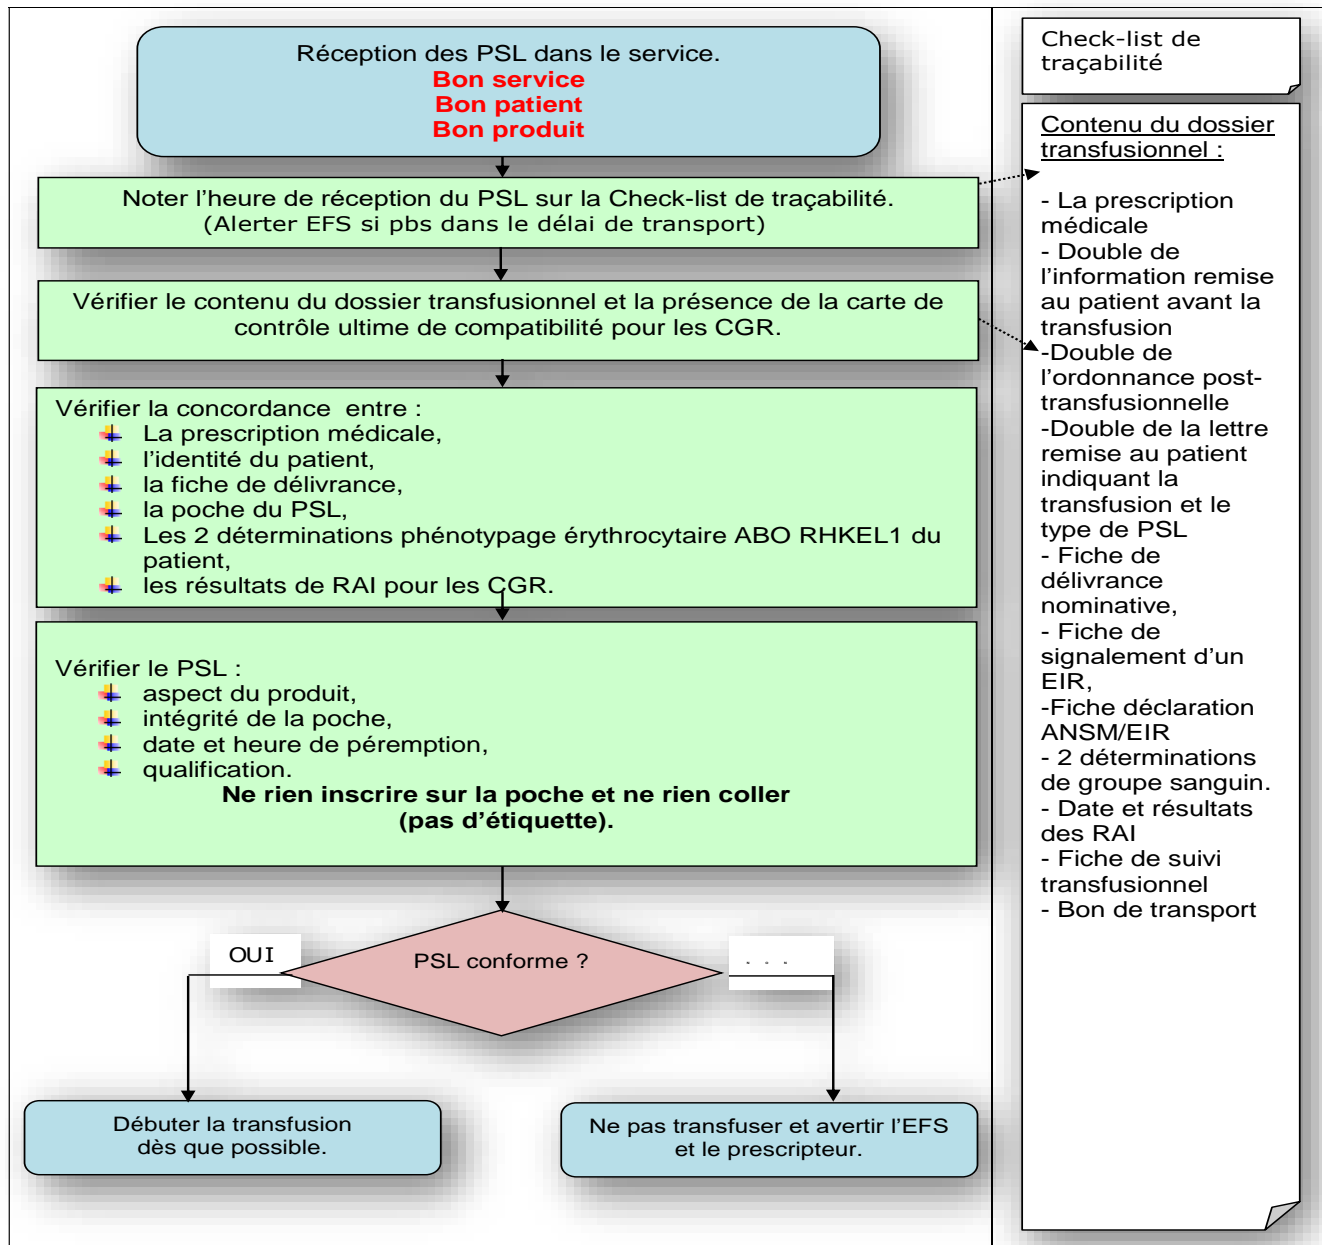 Réception des PSL dans le service.
Bon service
Bon patient
Bon produit
Noter l'heure de réception du PSL sur la Check-list de traçabilité.
(Alerter EFS si pbs dans le délai de transport)
Vérifier le contenu du dossier transfusionnel et la présence de la carte de
contrôle ultime de compatibilité pour les CGR.
Vérifier la concordance entre :
La prescription médicale,
l'identité du patient,
la fiche de délivrance,
la poche du PSL,
Les 2 déterminations phénotypage érythrocytaire ABO RHKEL1 du
patient,
les résultats de RAI pour les CGR.
Vérifier le PSL :
aspect du produit,
intégrité de la poche,
date et heure de péremption,
qualification.
Ne rien inscrire sur la poche et ne rien coller
(pas d'étiquette).
PSL conforme ?
OUI
. . .
Débuter la transfusion
dès que possible.
Ne pas transfuser et avertir l'EFS
et le prescripteur.
Check-list de
traçabilité
Contenu du dossier
transfusionnel :
- La prescription
médicale
- Double de
l'information remise
au patient avant la
transfusion
-Double de
l'ordonnance post-
transfusionnelle
-Double de la lettre
remise au patient
indiquant la
transfusion et le
type de PSL
- Fiche de
délivrance
nominative,
- Fiche de
signalement d'un
EIR,
-Fiche déclaration
ANSM/EIR
- 2 déterminations
de groupe sanguin.
- Date et résultats
des RAI
- Fiche de suivi
transfusionnel
- Bon de transport